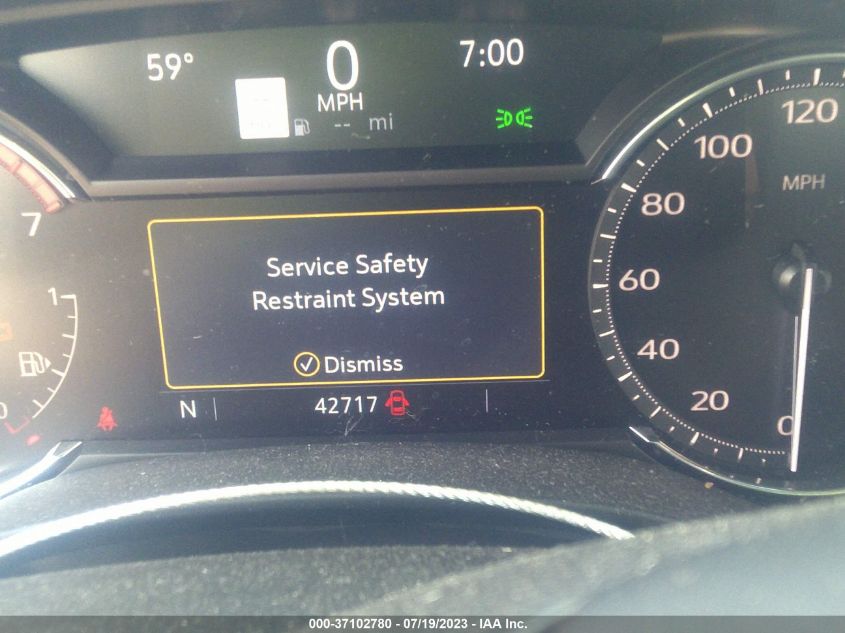 59° 0 7:00
MPH
-- mi
120
100
MPH
80
7
Service Safety
60
1
Restraint System
40
Dismiss
20
0 N 42717 0
000-37102780 - 07/19/2023 - IAA Inc.